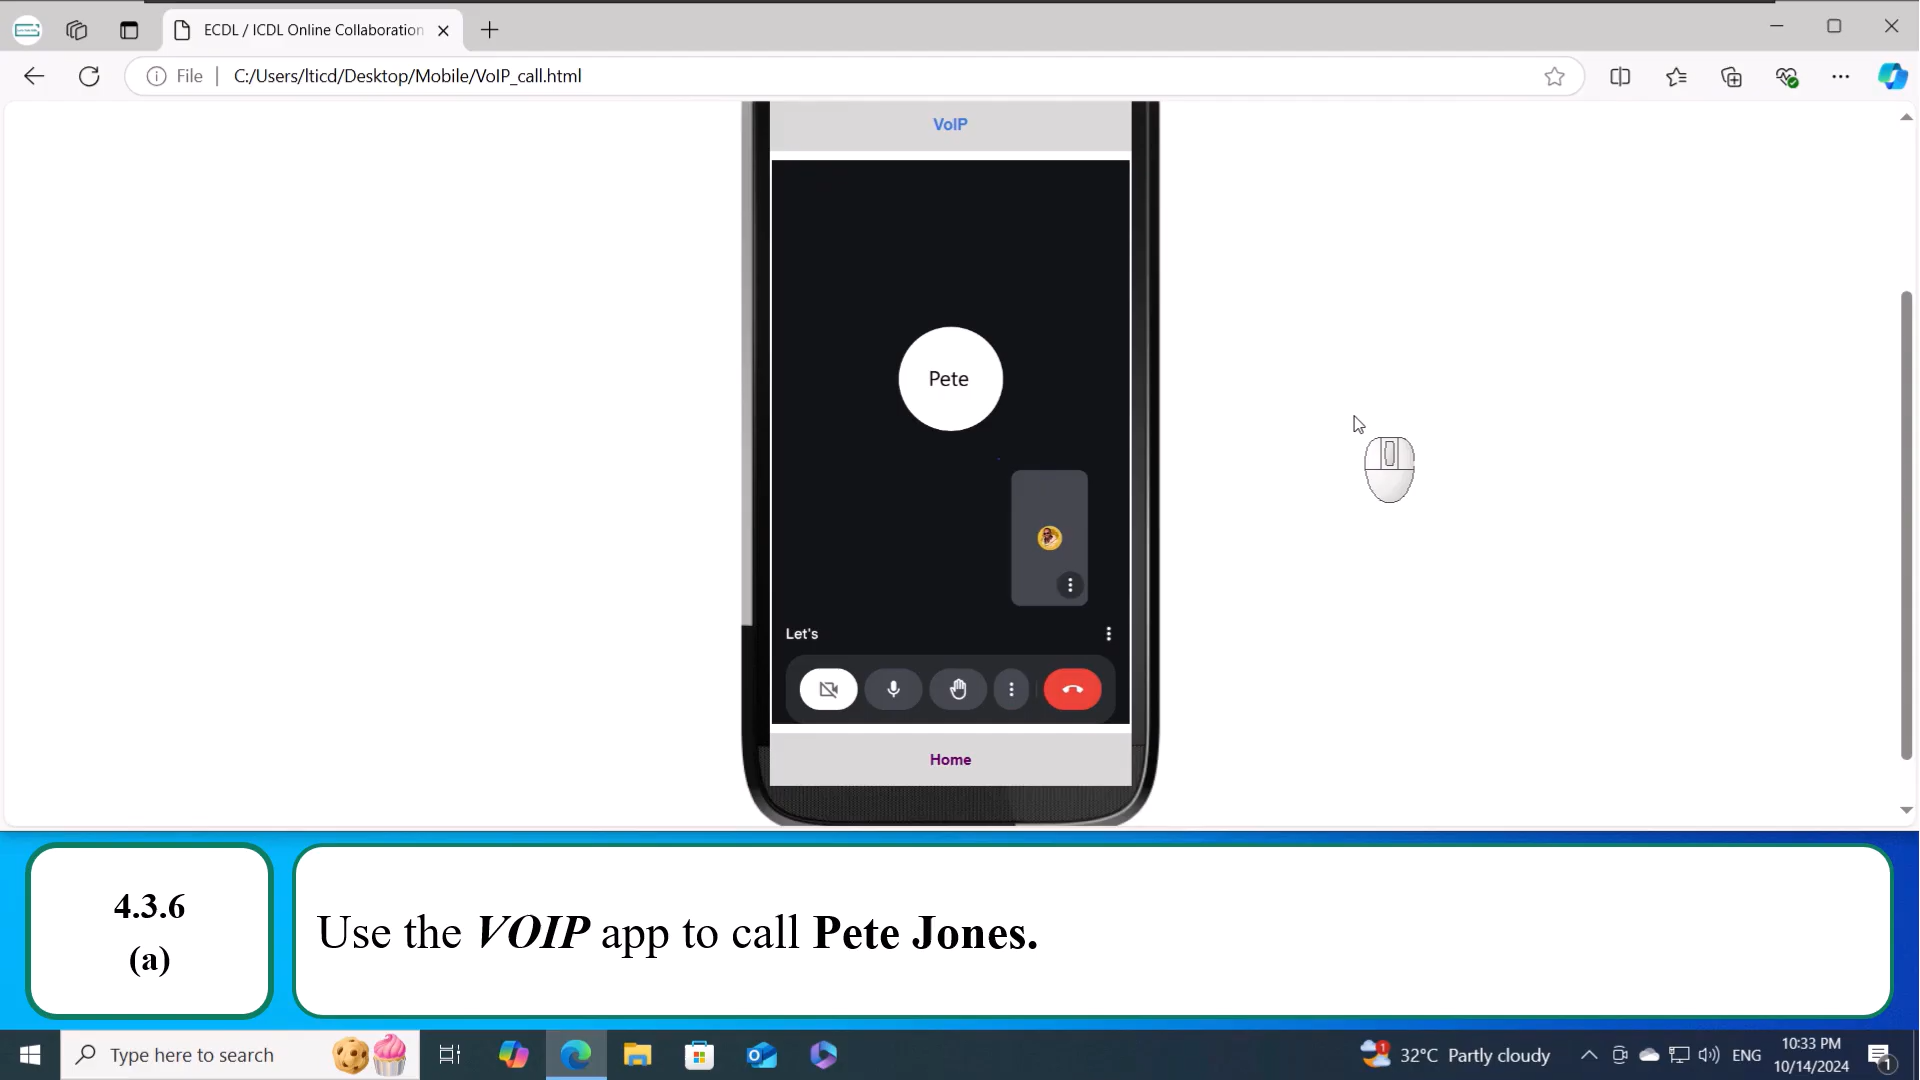 ECDL / ICDL Online Collaboration
File
C:/Users/lticd/Desktop/Mobile/VoIP_call.html
VoIP
Pete
Let's
Home
4.3.6
(a)
Use the VOIP app to call Pete Jones.
Type here to search
1
32°C Partly cloudy
ENG
10:33 PM
10/14/2024
1